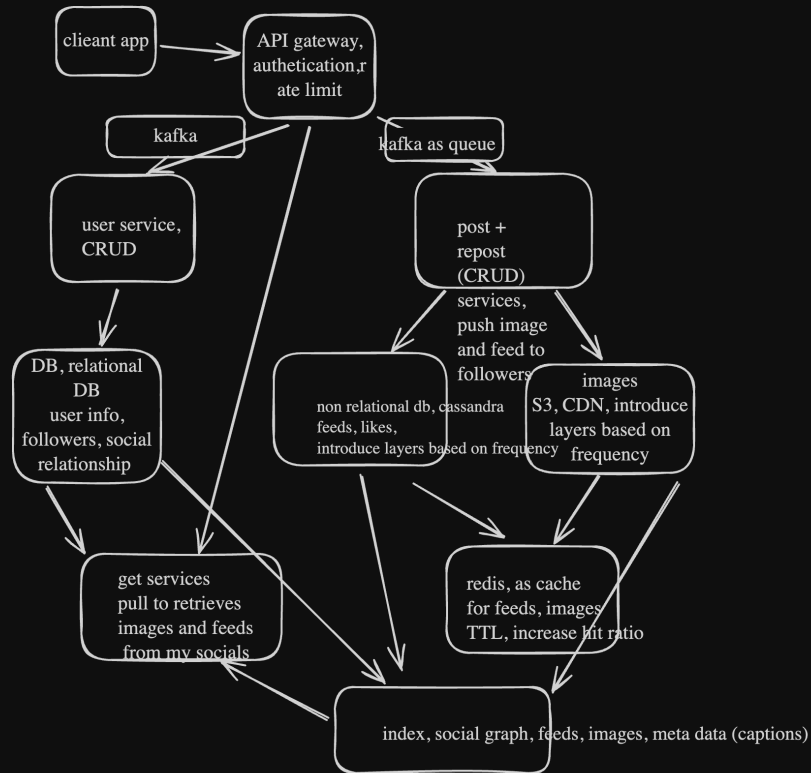 clieant app
API gateway,
authetication,r
ate limit
kafka
kafka as queue
user service,
CRUD
post +
repost
(CRUD)
services,
push image
and feed to
followers
DB, relational
DB
user info,
followers, social
relationship
non relational db, cassandra
feeds, likes,
introduce layers based on frequency
images
S3, CDN, introduce
layers based on
frequency
get services
pull to retrieves
images and feeds
from my socials
redis, as cache
for feeds, images
TTL, increase hit ratio
index, social graph, feeds, images, meta data (captions)